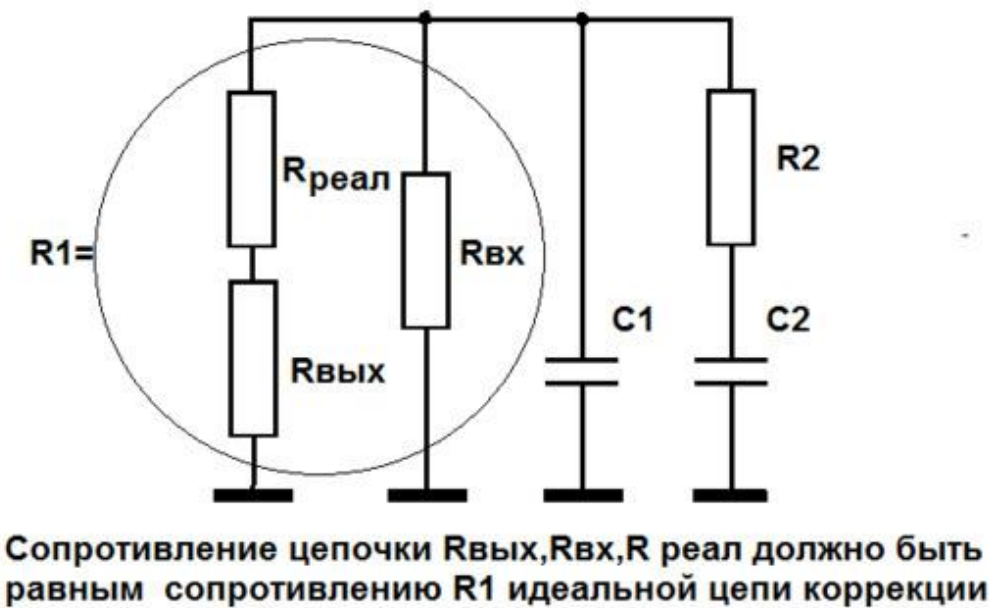 Rреал
R2
R1=
Rвх
C1
C2
Rвых
Сопротивление цепочки Rвых,Rвх,R реал должно быть
равным сопротивлению R1 идеальной цепи коррекции